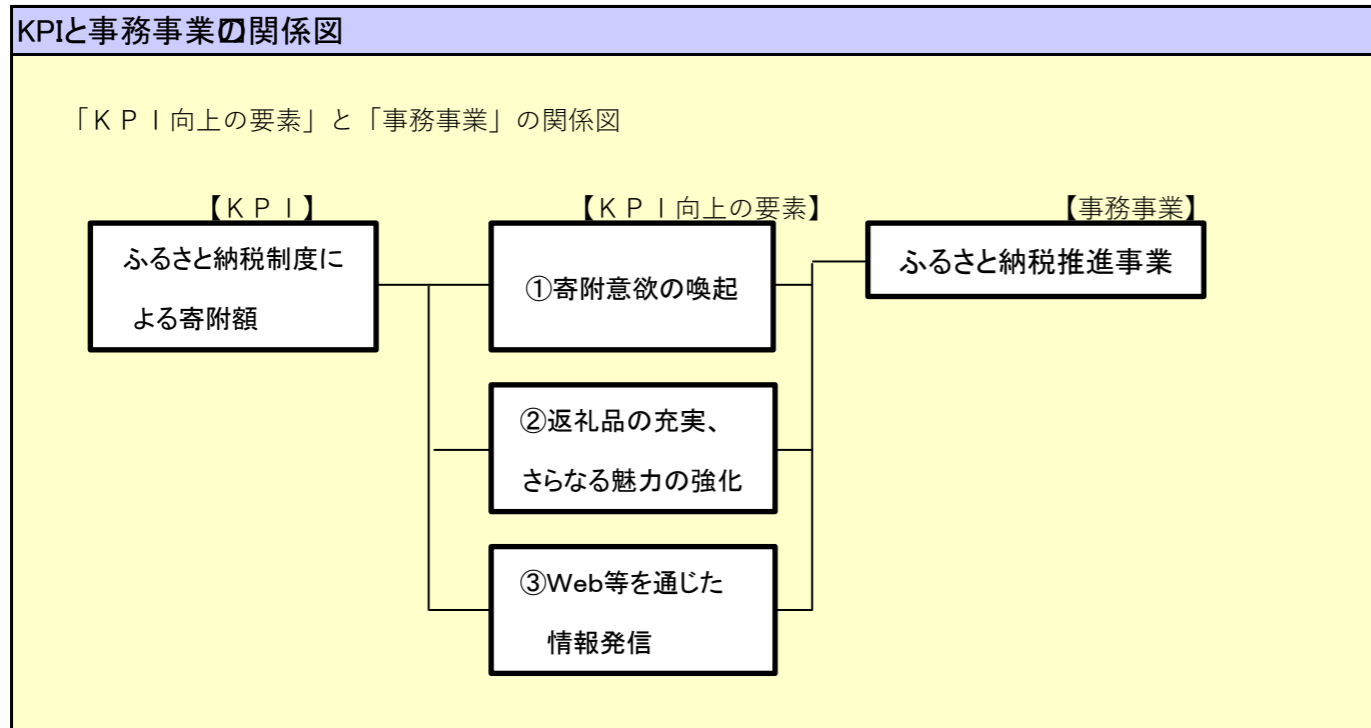 KPIと事務事業の関係図
「ＫＰＩ向上の要素」と「事務事業」の関係図
【ＫＰＩ】
【ＫＰＩ向上の要素】
【事務事業】
ふるさと納税制度に
よる寄附額
①寄附意欲の喚起
ふるさと納税推進事業
②返礼品の充実、
さらなる魅力の強化
③Web等を通じた
情報発信